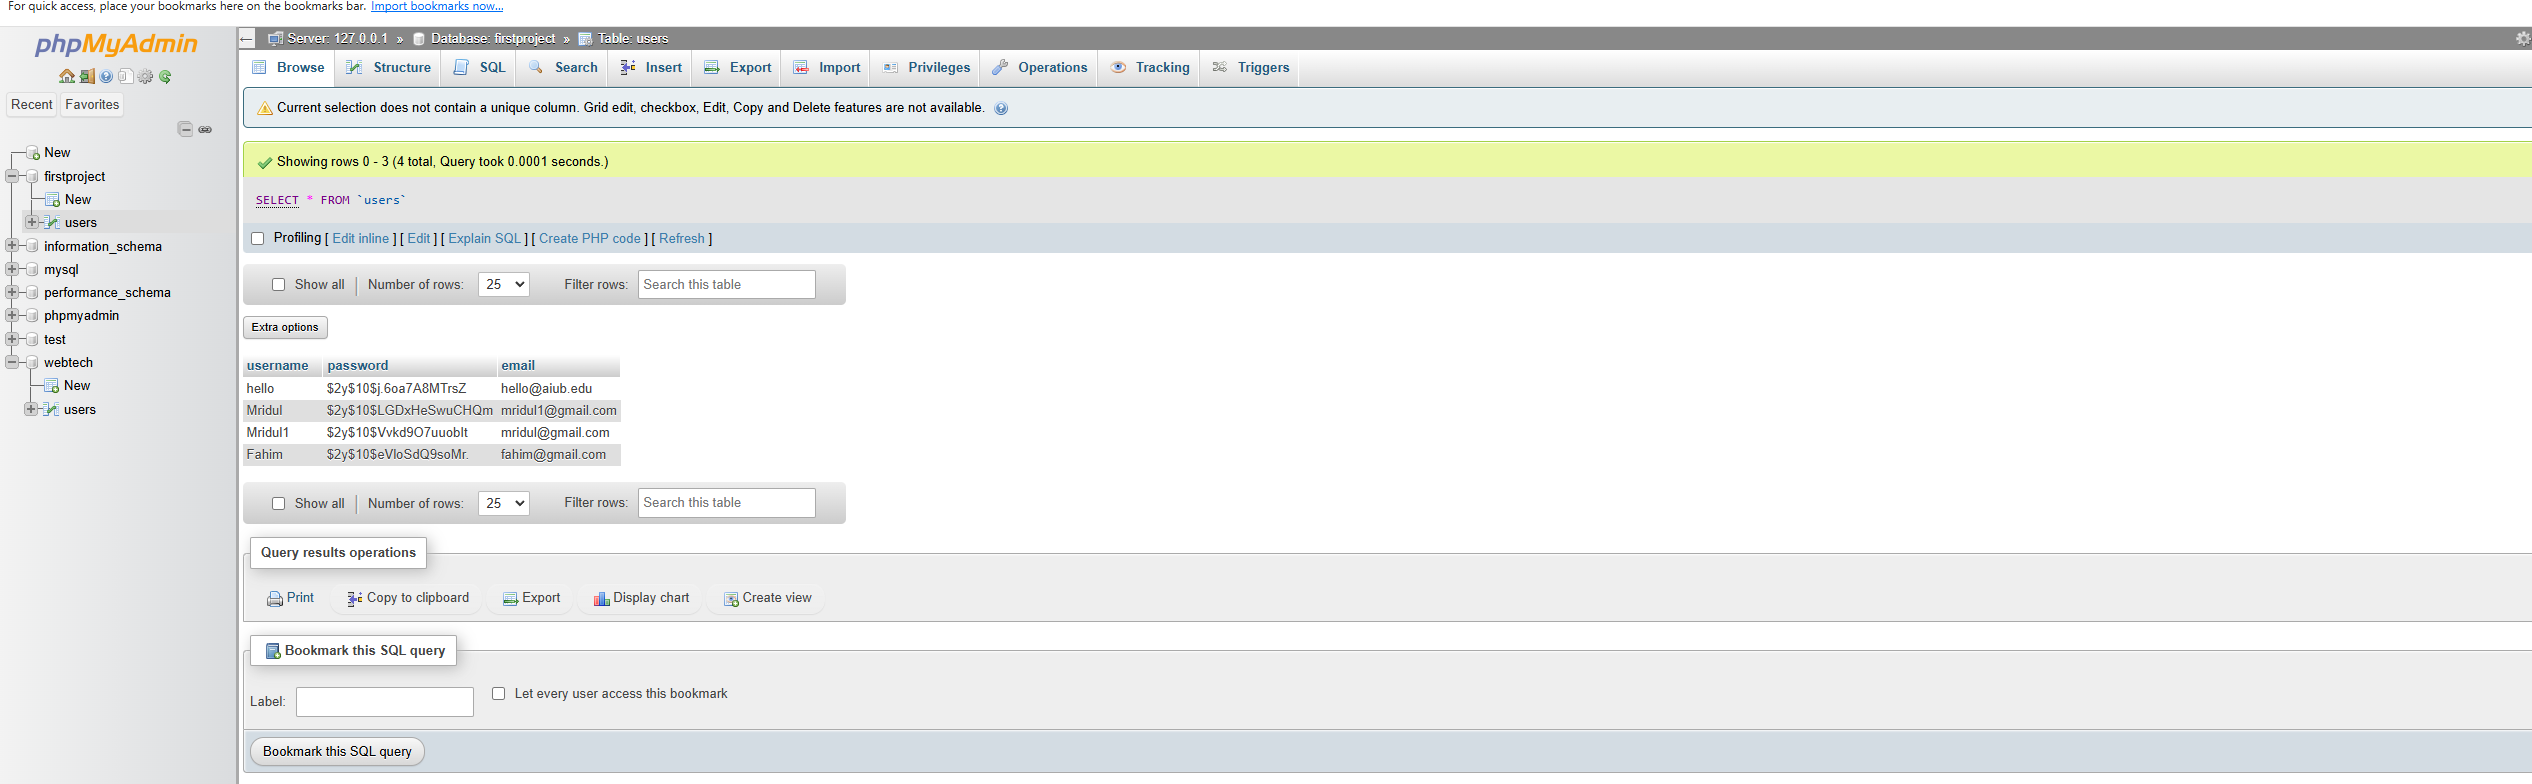 For quick access, place your bookmarks here on the bookmarks bar. Import bookmarks now...
phpMyAdmin
Server: 127.0.0.1 » Database: firstproject » Table: users
Browse Structure SQL Search Insert Export Import Privileges Operations Tracking Triggers
Recent Favorites
New
firstproject
New
users
information_schema
mysql
performance_schema
phpmyadmin
test
webtech
New
users
Current selection does not contain a unique column. Grid edit, checkbox, Edit, Copy and Delete features are not available.
Showing rows 0 - 3 (4 total, Query took 0.0001 seconds.)
SELECT * FROM `users`
Profiling [ Edit inline ] [ Edit ] [ Explain SQL ] [ Create PHP code ] [ Refresh ]
Show all Number of rows: 25 Filter rows: Search this table
Extra options
username password email
hello $2y$10$j.6oa7A8MTrsZ hello@aiub.edu
Mridul $2y$10$LGDxHeSwuCHQm mridul1@gmail.com
Mridul1 $2y$10$Vvkd9O7uuobIt mridul@gmail.com
Fahim $2y$10$eVloSdQ9soMr. fahim@gmail.com
Show all Number of rows: 25 Filter rows: Search this table
Query results operations
Print Copy to clipboard Export Display chart Create view
Bookmark this SQL query
Label: Let every user access this bookmark
Bookmark this SQL query